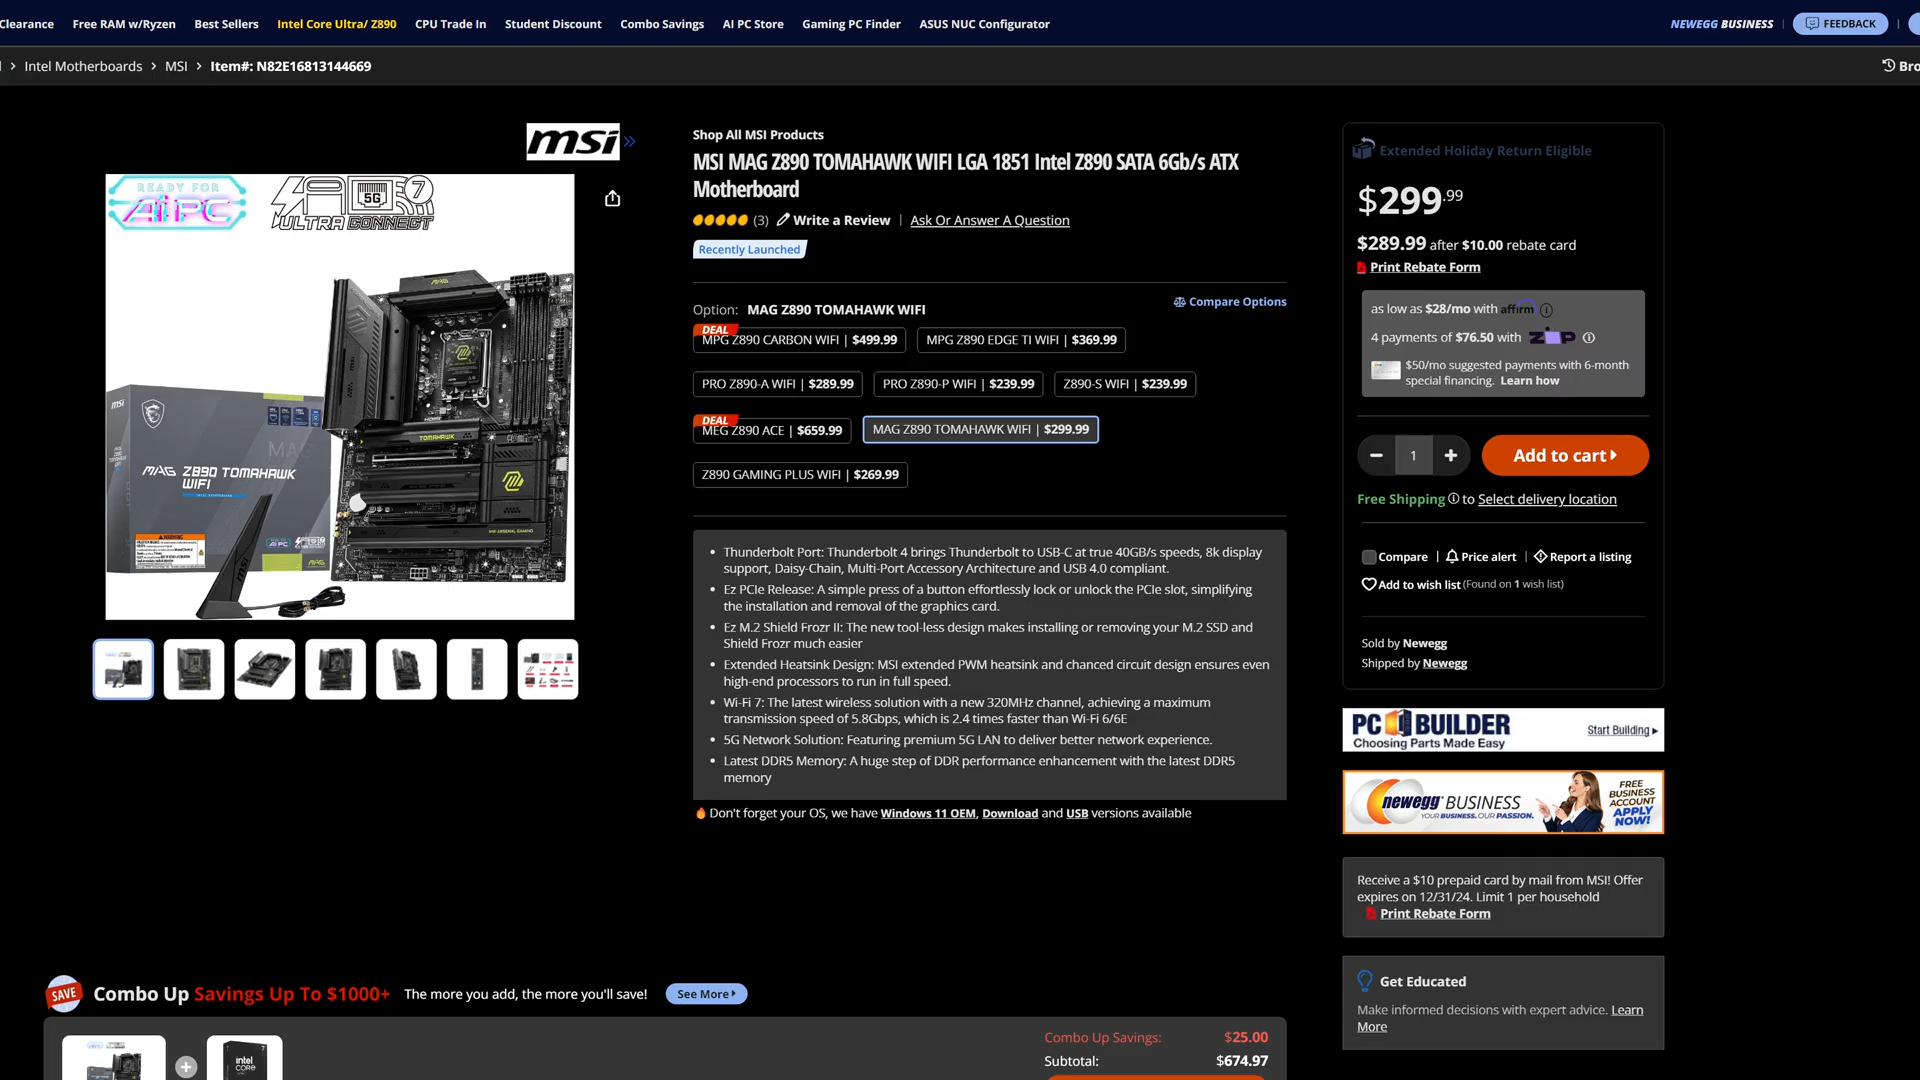 Clearance Free RAM w/Ryzen Best Sellers Intel Core Ultra/ Z890 CPU Trade In Student Discount Combo Savings AI PC Store Gaming PC Finder ASUS NUC Configurator NEWEGG BUSINESS FEEDBACK
Intel Motherboards MSI Item#: N82E16813144669
msi
READY FOR
Ai PC
5G
7
ULTRA CONNECT
MAG Z890 TOMAHAWK
WIFI
Shop All MSI Products
MSI MAG Z890 TOMAHAWK WIFI LGA 1851 Intel Z890 SATA 6Gb/s ATX
Motherboard
(3) Write a Review | Ask Or Answer A Question
Recently Launched
Option: MAG Z890 TOMAHAWK WIFI
Compare Options
DEAL
MPG Z890 CARBON WIFI | $499.99
MPG Z890 EDGE TI WIFI | $369.99
PRO Z890-A WIFI | $289.99
PRO Z890-P WIFI | $239.99
Z890-S WIFI | $239.99
DEAL
MEG Z890 ACE | $659.99
MAG Z890 TOMAHAWK WIFI | $299.99
Z890 GAMING PLUS WIFI | $269.99
• Thunderbolt Port: Thunderbolt 4 brings Thunderbolt to USB-C at true 40GB/s speeds, 8k display
support, Daisy-Chain, Multi-Port Accessory Architecture and USB 4.0 compliant.
• Ez PCIe Release: A simple press of a button effortlessly lock or unlock the PCIe slot, simplifying
the installation and removal of the graphics card.
• Ez M.2 Shield Frozr II: The new tool-less design makes installing or removing your M.2 SSD and
Shield Frozr much easier
• Extended Heatsink Design: MSI extended PWM heatsink and chanced circuit design ensures even
high-end processors to run in full speed.
• Wi-Fi 7: The latest wireless solution with a new 320MHz channel, achieving a maximum
transmission speed of 5.8Gbps, which is 2.4 times faster than Wi-Fi 6/6E
• 5G Network Solution: Featuring premium 5G LAN to deliver better network experience.
• Latest DDR5 Memory: A huge step of DDR performance enhancement with the latest DDR5
memory
Don't forget your OS, we have Windows 11 OEM, Download and USB versions available
Extended Holiday Return Eligible
$299.99
$289.99 after $10.00 rebate card
Print Rebate Form
as low as $28/mo with affirm
4 payments of $76.50 with ZIP
$50/mo suggested payments with 6-month
special financing. Learn how
1
Add to cart
Free Shipping to Select delivery location
Compare | Price alert | Report a listing
Add to wish list (Found on 1 wish list)
Sold by Newegg
Shipped by Newegg
PC BUILDER
Choosing Parts Made Easy
Start Building
newegg BUSINESS
YOUR BUSINESS. OUR PASSION.
FREE
BUSINESS
ACCOUNT
APPLY
NOW!
Receive a $10 prepaid card by mail from MSI! Offer
expires on 12/31/24. Limit 1 per household
Print Rebate Form
Get Educated
Make informed decisions with expert advice. Learn
More
SAVE Combo Up Savings Up To $1000+ The more you add, the more you'll save! See More
intel
CORE
Combo Up Savings: $25.00
Subtotal: $674.97